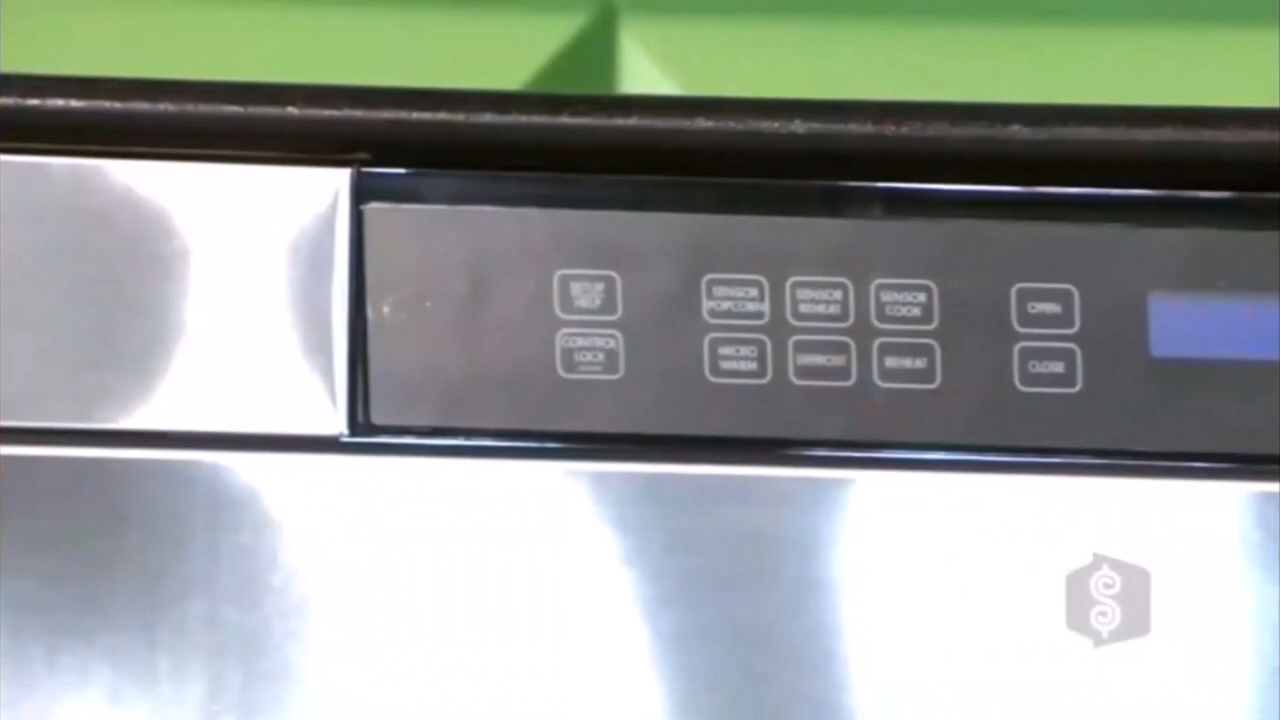 SETUP
HELP
CONTROL
LOCK
SENSOR
POPCORN
SENSOR
REHEAT
SENSOR
COOK
MICRO
WARM
DEFROST
REHEAT
OPEN
CLOSE